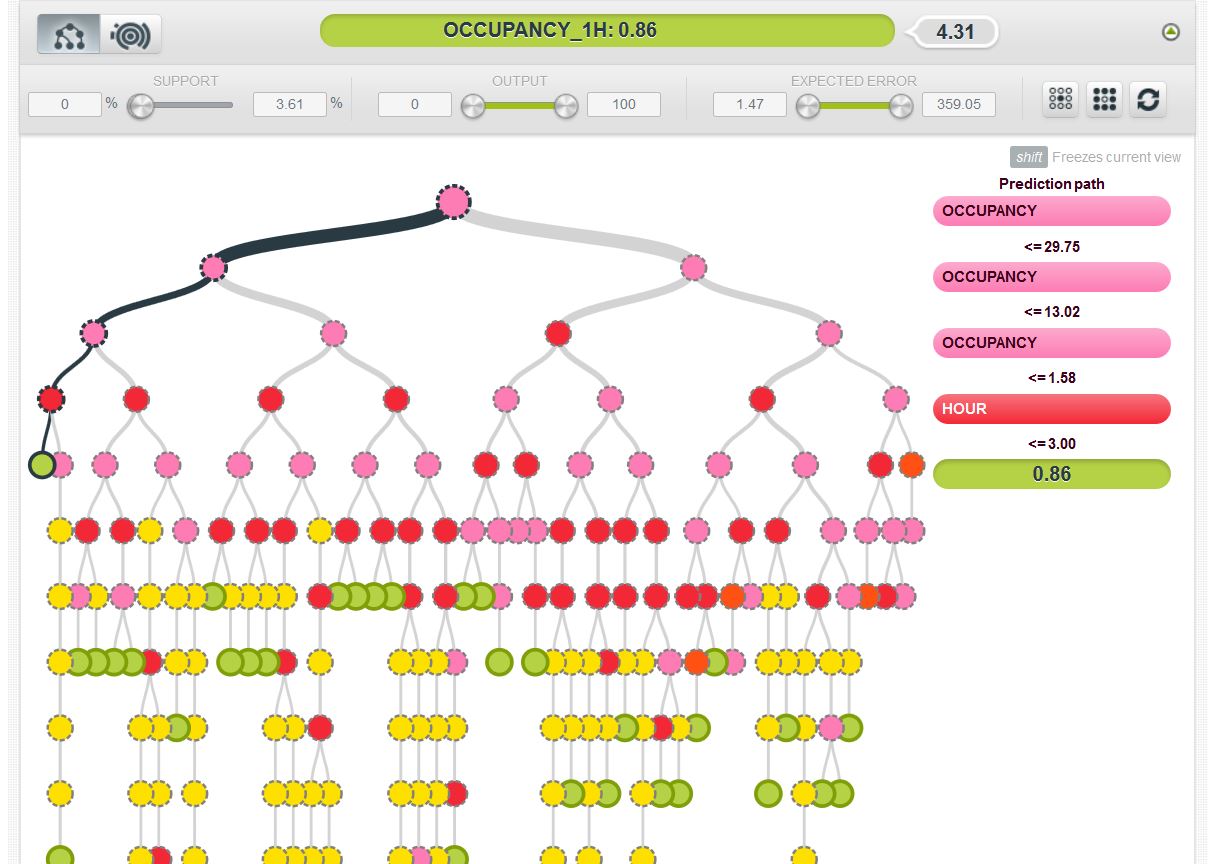 OCCUPANCY_1H: 0.86
4.31
SUPPORT
OUTPUT
EXPECTED ERROR
0 %
3.61 %
0
100
1.47
359.05
shift Freezes current view
Prediction path
OCCUPANCY
<= 29.75
OCCUPANCY
<= 13.02
OCCUPANCY
<= 1.58
HOUR
<= 3.00
0.86